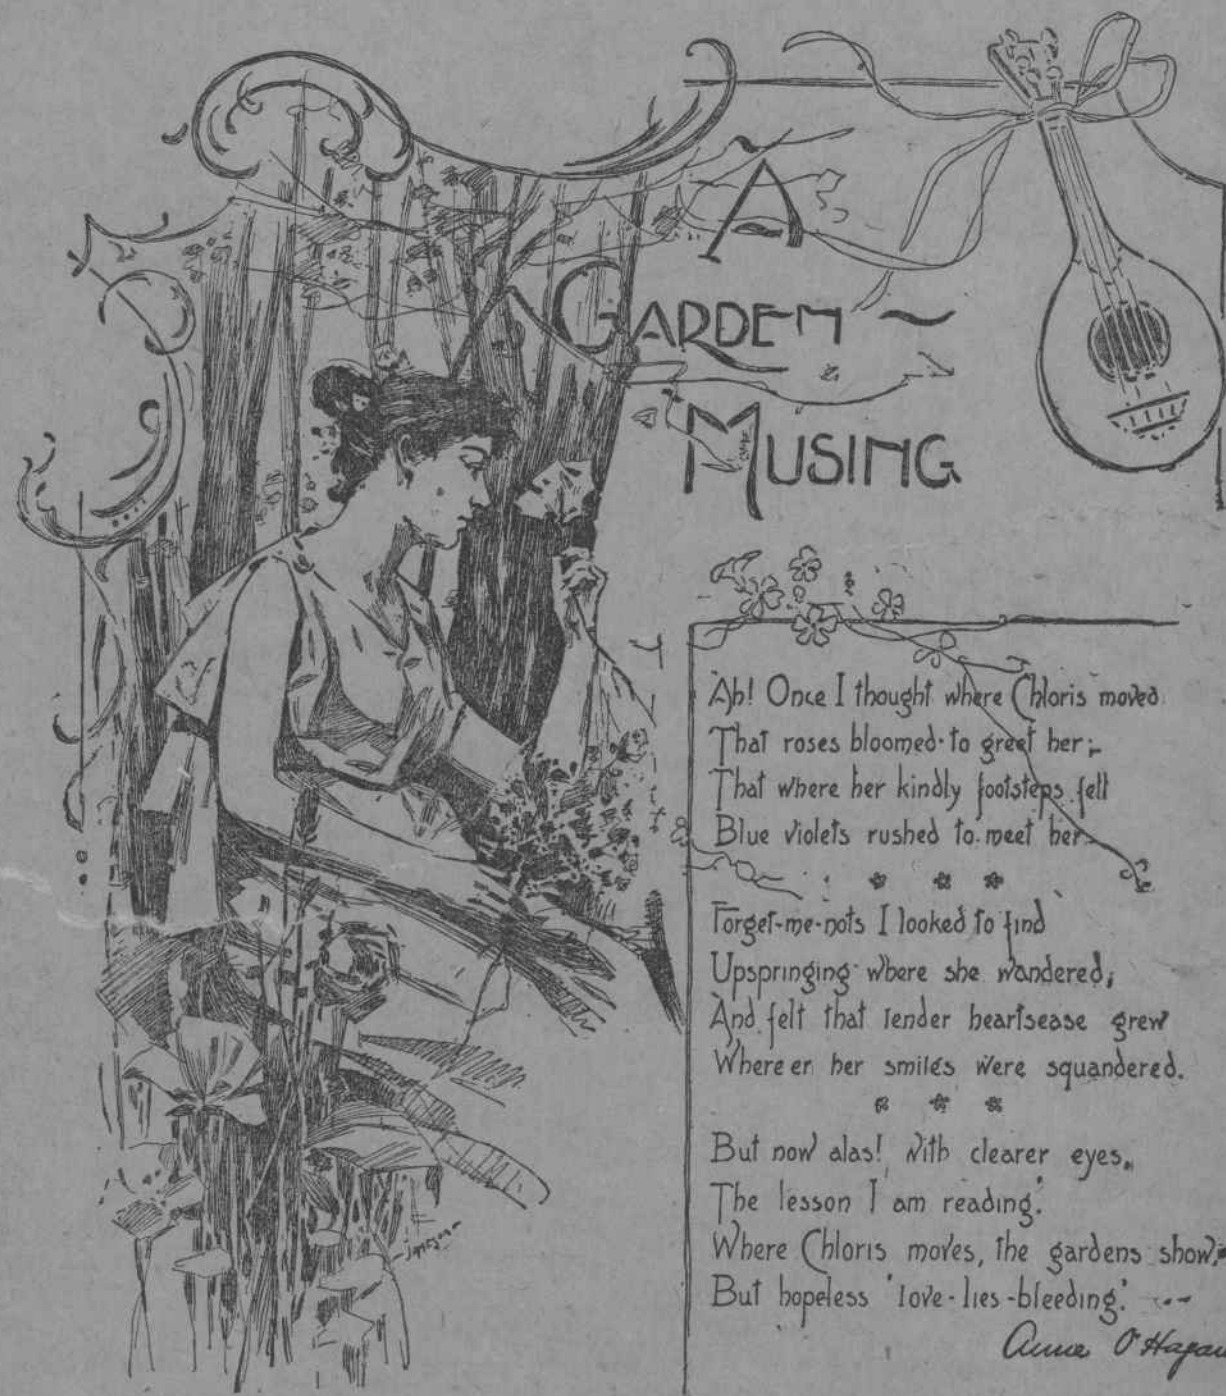 A
GARDEN ~
MUSING
Ah! Once I thought where Chloris moved
That roses bloomed to greet her;
That where her kindly footsteps fell
Blue violets rushed to meet her.
Forget-me-nots I looked to find
Upspringing where she wandered,
And felt that tender heartsease grew
Where er her smiles were squandered.
But now alas! With clearer eyes,
The lesson I am reading.
Where Chloris moves, the gardens show,
But hopeless 'love-lies-bleeding.'
Anne O'Hagan